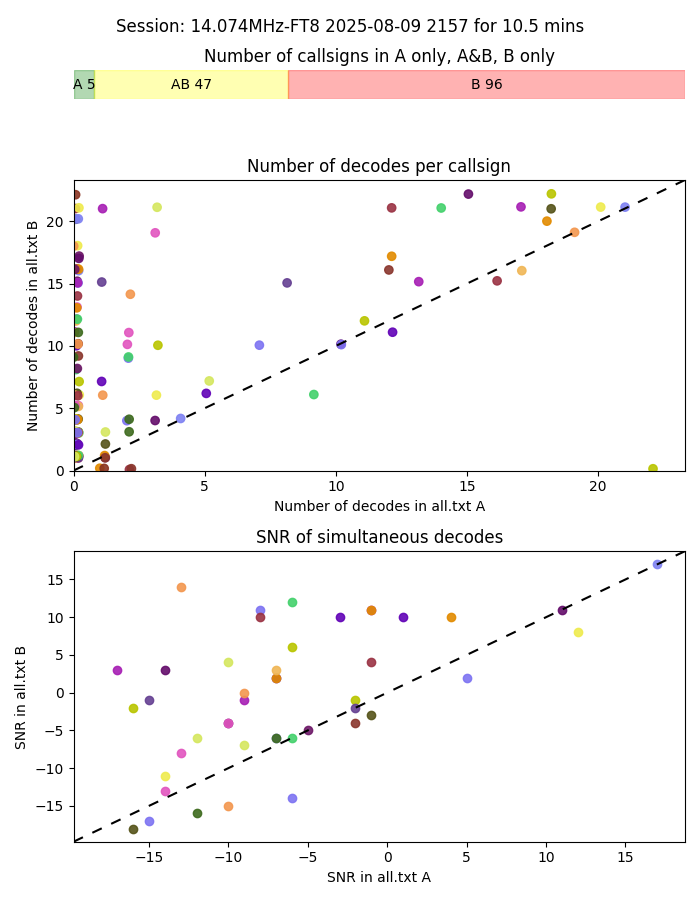 Session: 14.074MHz-FT8 2025-08-09 2157 for 10.5 mins
Number of callsigns in A only, A&B, B only
A 5 AB 47 B 96
Number of decodes per callsign
20
15
10
5
0
Number of decodes in all.txt B
0 5 10 15 20
Number of decodes in all.txt A
SNR of simultaneous decodes
15
10
5
0
−5
−10
−15
SNR in all.txt B
−15 −10 −5 0 5 10 15
SNR in all.txt A